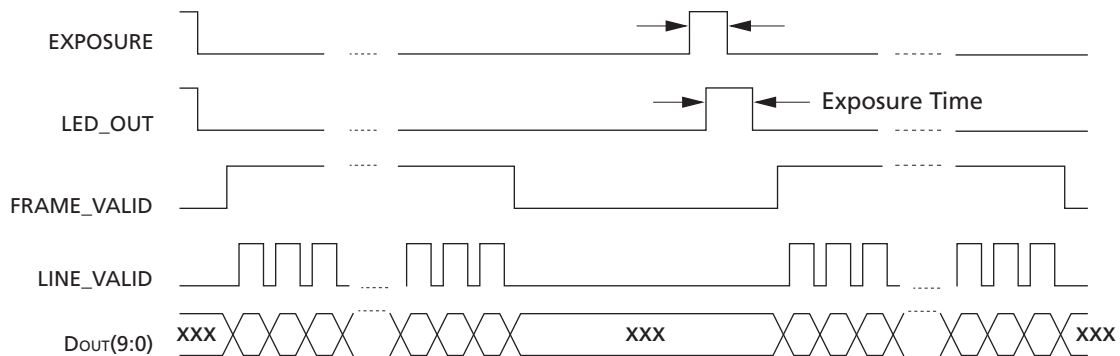 EXPOSURE
LED_OUT
Exposure Time
FRAME_VALID
LINE_VALID
DOUT(9:0)
XXX
XXX
XXX